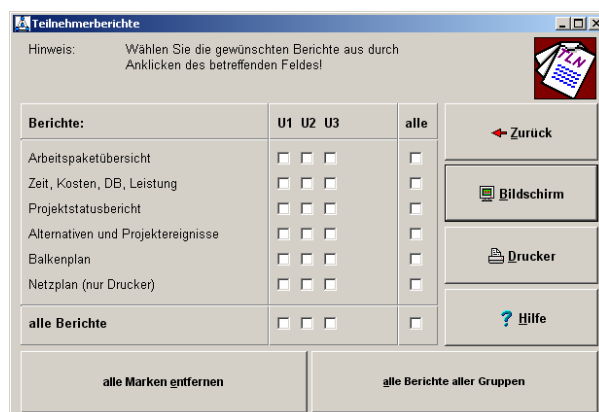 Teilnehmerberichte
Hinweis: Wählen Sie die gewünschten Berichte aus durch
Anklicken des betreffenden Feldes!
TLN
Berichte: U1 U2 U3 alle
Arbeitspaketübersicht
Zeit, Kosten, DB, Leistung
Projektstatusbericht
Alternativen und Projektereignisse
Balkenplan
Netzplan (nur Drucker)
alle Berichte
Zurück
Bildschirm
Drucker
? Hilfe
alle Marken entfernen
alle Berichte aller Gruppen